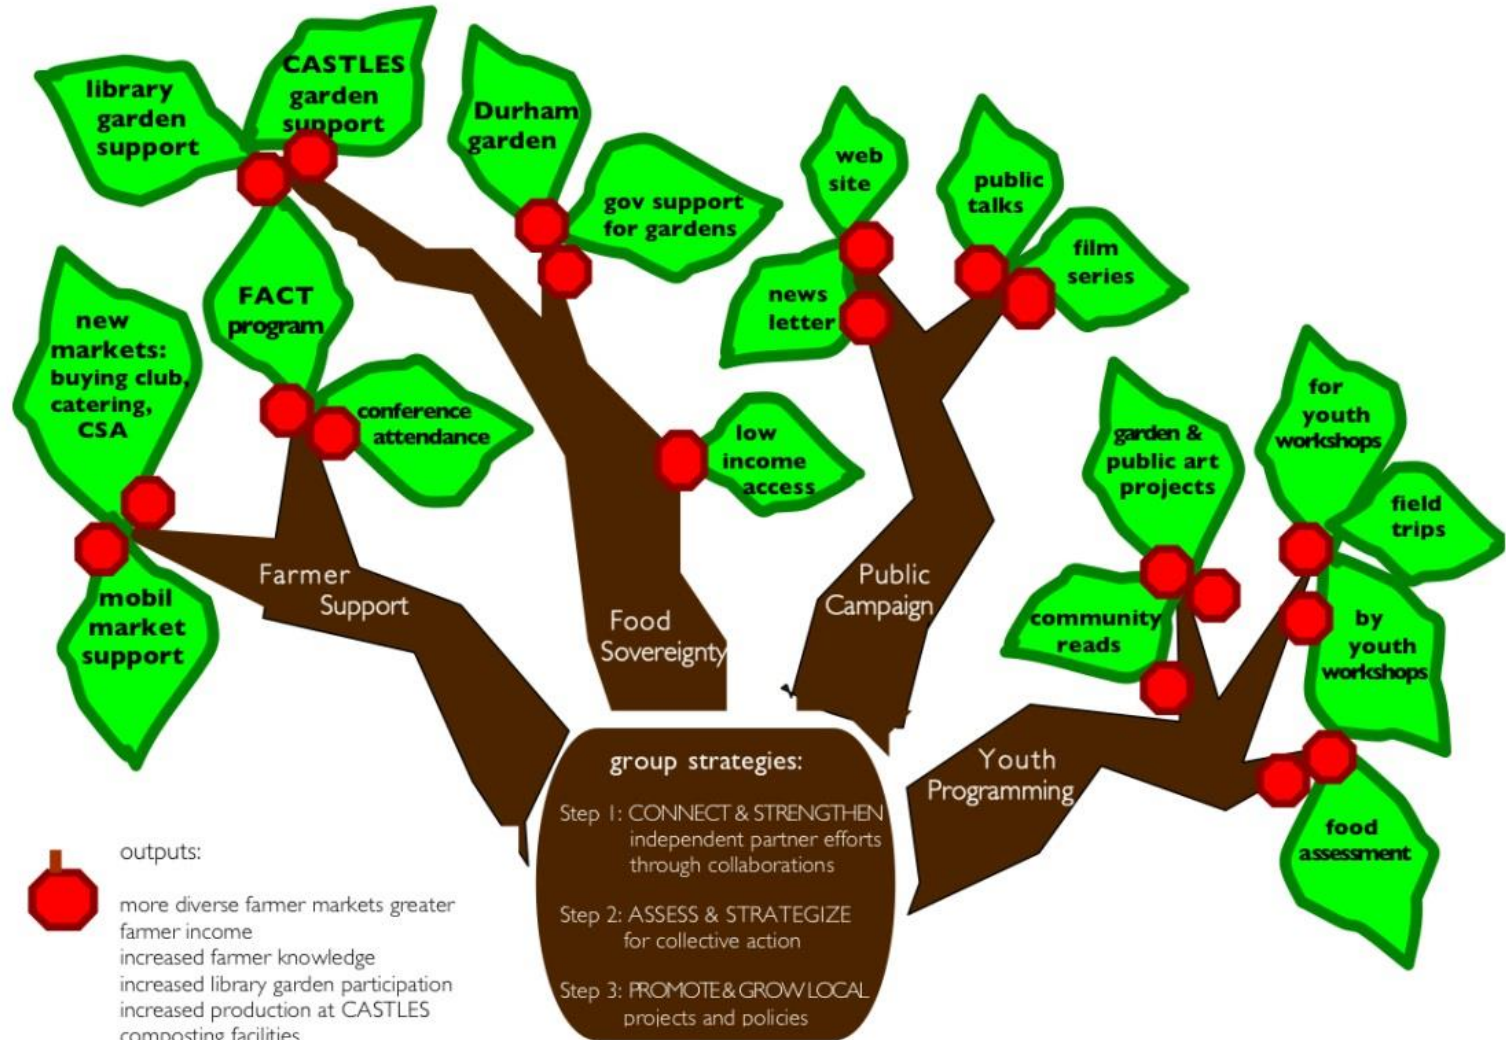 library
garden
support
CASTLES
garden
support
Durham
garden
gov support
for gardens
web
site
public
talks
film
series
news
letter
FACT
program
new
markets:
buying club,
catering,
CSA
conference
attendance
low
income
access
garden &
public art
projects
for
youth
workshops
field
trips
mobil
market
support
community
reads
by
youth
workshops
food
assessment
Farmer
Support
Food
Sovereignty
Public
Campaign
Youth
Programming
group strategies:
Step 1: CONNECT & STRENGTHEN
independent partner efforts
through collaborations
Step 2: ASSESS & STRATEGIZE
for collective action
Step 3: PROMOTE & GROW LOCAL
projects and policies
outputs:
more diverse farmer markets greater
farmer income
increased farmer knowledge
increased library garden participation
increased production at CASTLES
composting facilities